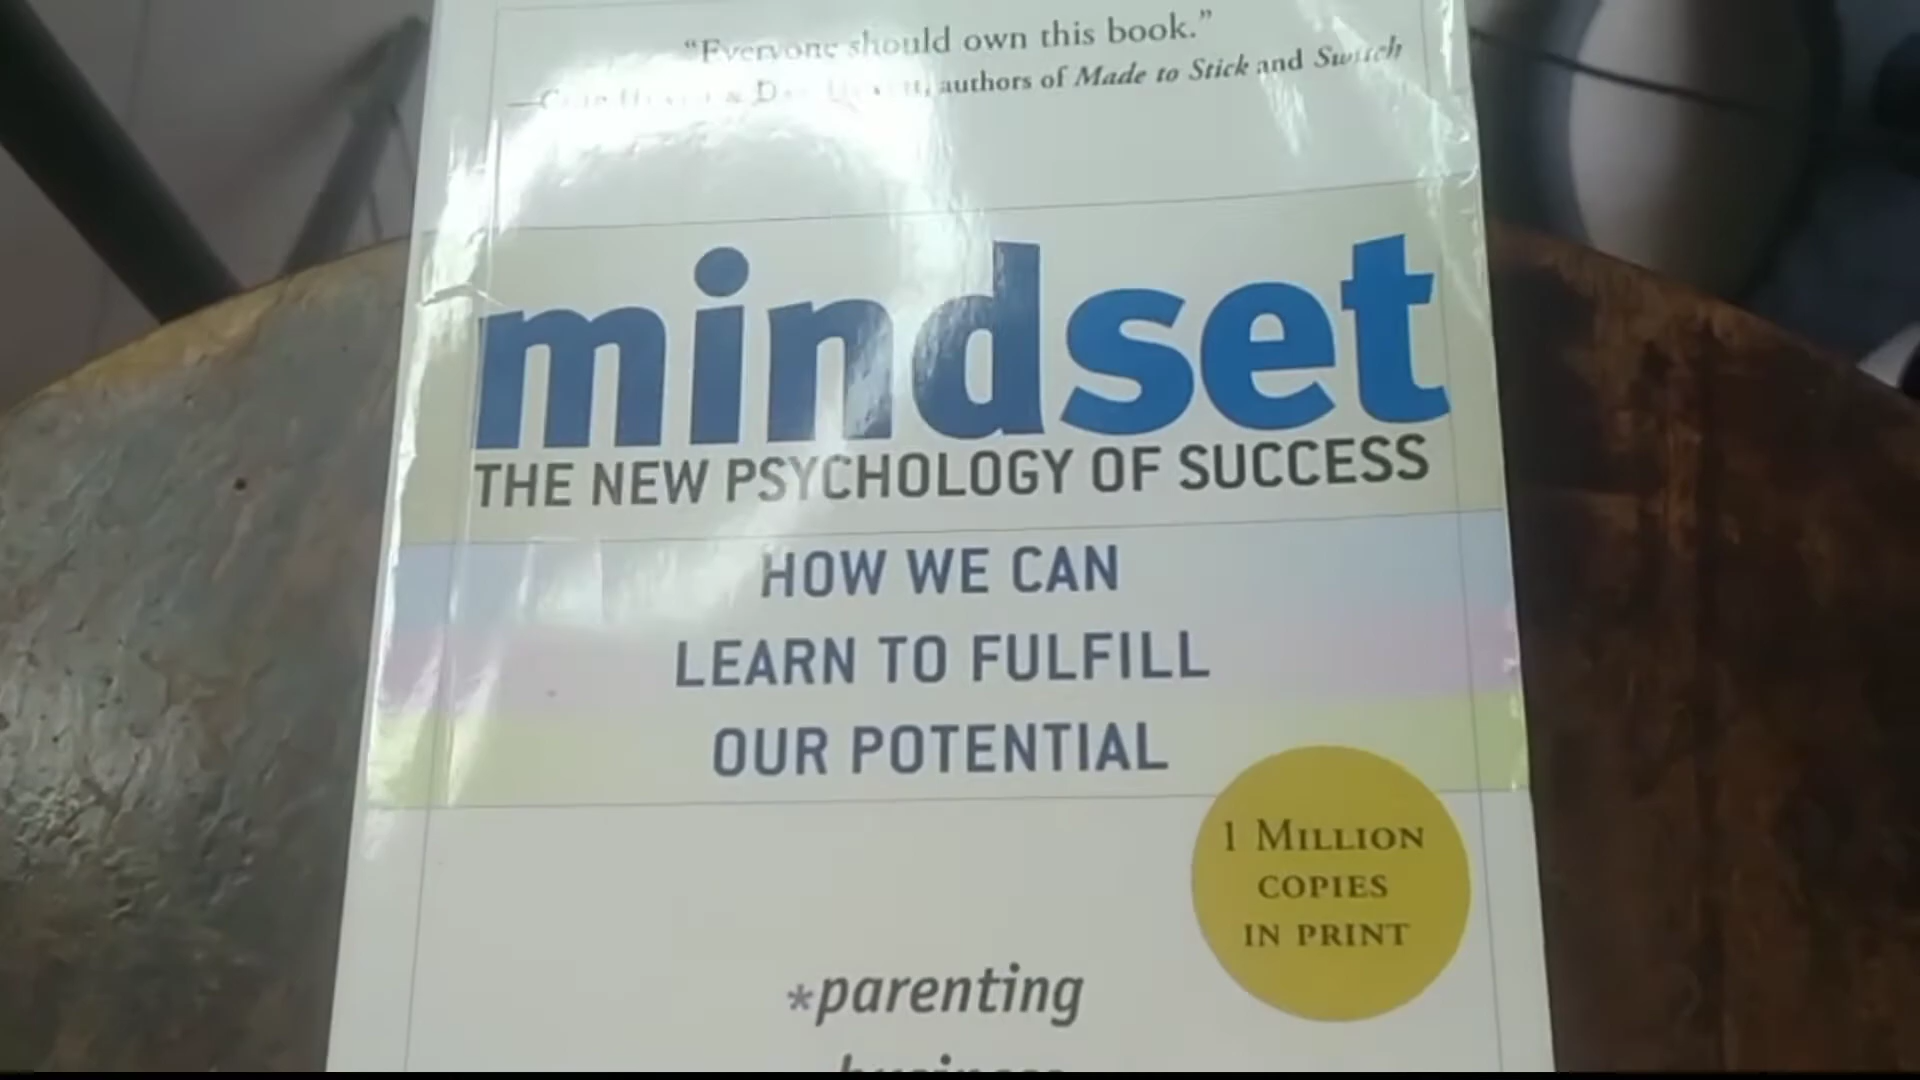 “Everyone should own this book.”
authors of Made to Stick and Switch
mindset
THE NEW PSYCHOLOGY OF SUCCESS
HOW WE CAN
LEARN TO FULFILL
OUR POTENTIAL
1 MILLION
COPIES
IN PRINT
*parenting